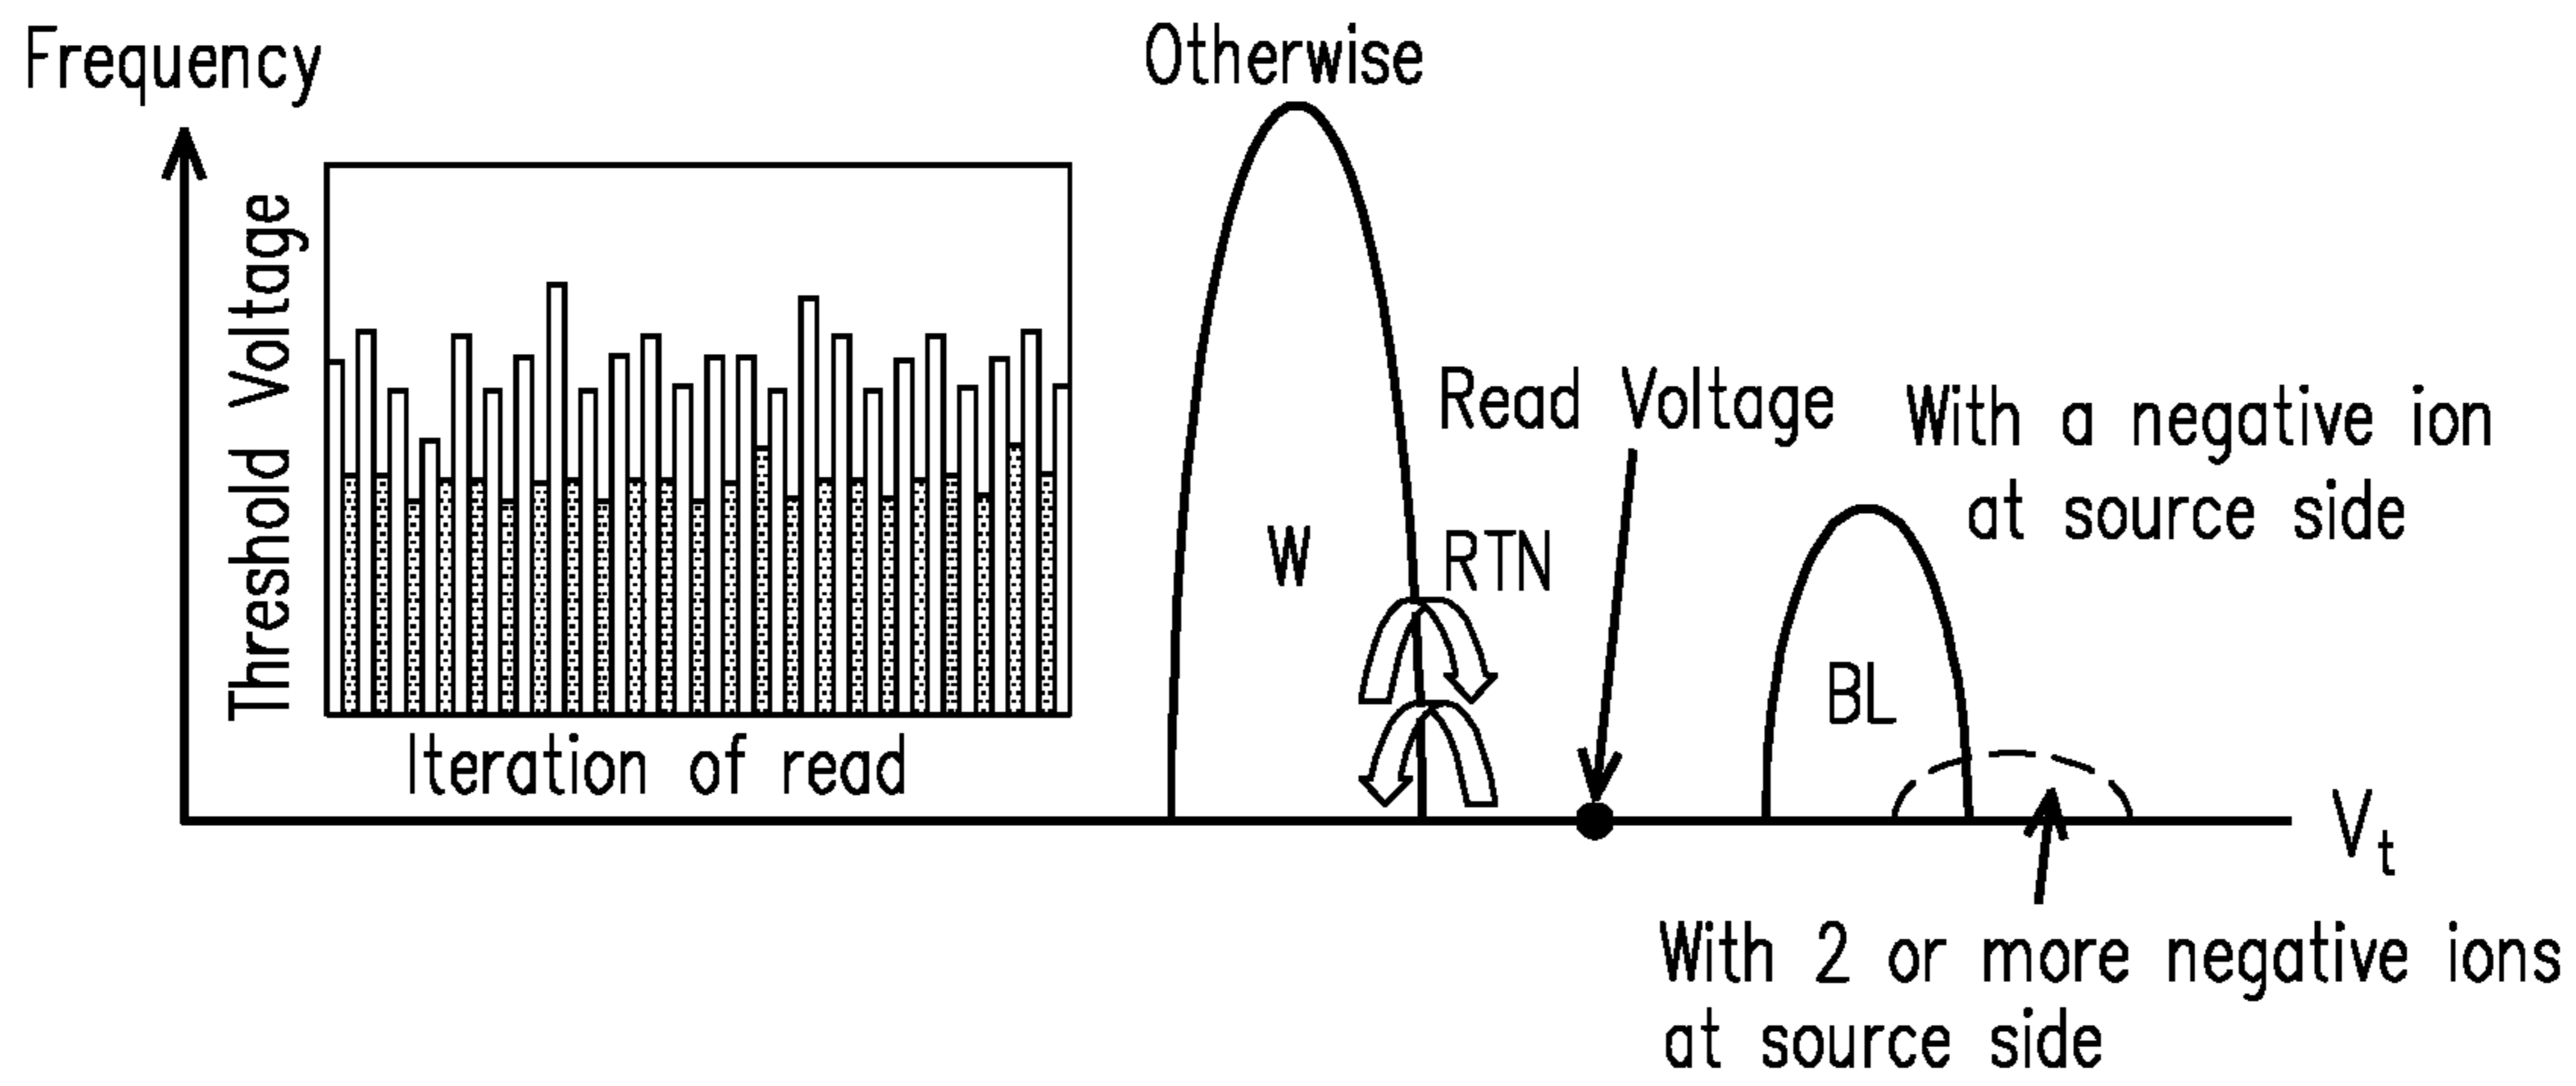 Frequency
Otherwise
Threshold Voltage
Iteration of read
W
RTN
Read Voltage
With a negative ion
at source side
BL
Vt
With 2 or more negative ions
at source side